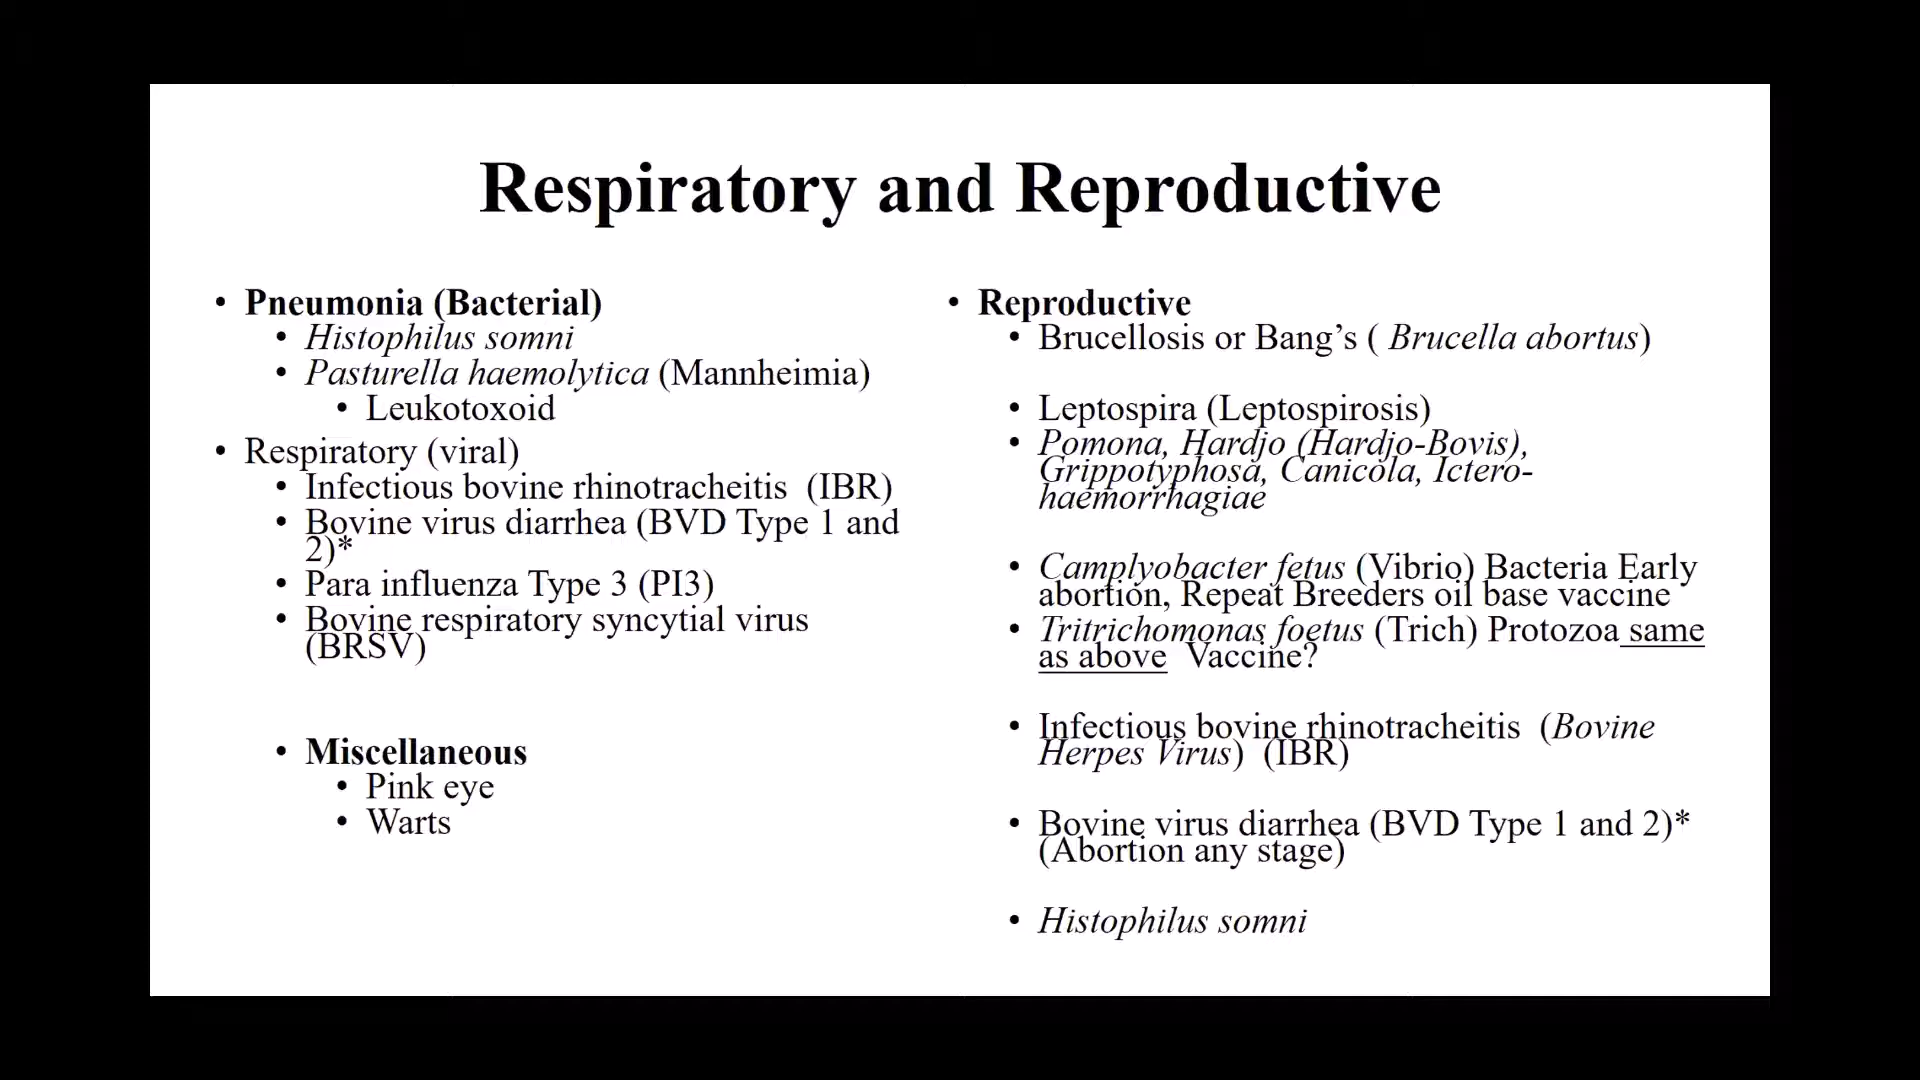 Respiratory and Reproductive
• Pneumonia (Bacterial)
• Histophilus somni
• Pasturella haemolytica (Mannheimia)
• Leukotoxoid
• Respiratory (viral)
• Infectious bovine rhinotracheitis (IBR)
• Bovine virus diarrhea (BVD Type 1 and
2)*
• Para influenza Type 3 (PI3)
• Bovine respiratory syncytial virus
(BRSV)
• Miscellaneous
• Pink eye
• Warts
• Reproductive
• Brucellosis or Bang’s ( Brucella abortus)
• Leptospira (Leptospirosis)
• Pomona, Hardjo (Hardjo-Bovis),
Grippotyphosa, Canicola, Ictero-
haemorrhagiae
• Camplyobacter fetus (Vibrio) Bacteria Early
abortion, Repeat Breeders oil base vaccine
• Tritrichomonas foetus (Trich) Protozoa same
as above Vaccine?
• Infectious bovine rhinotracheitis (Bovine
Herpes Virus) (IBR)
• Bovine virus diarrhea (BVD Type 1 and 2)*
(Abortion any stage)
• Histophilus somni